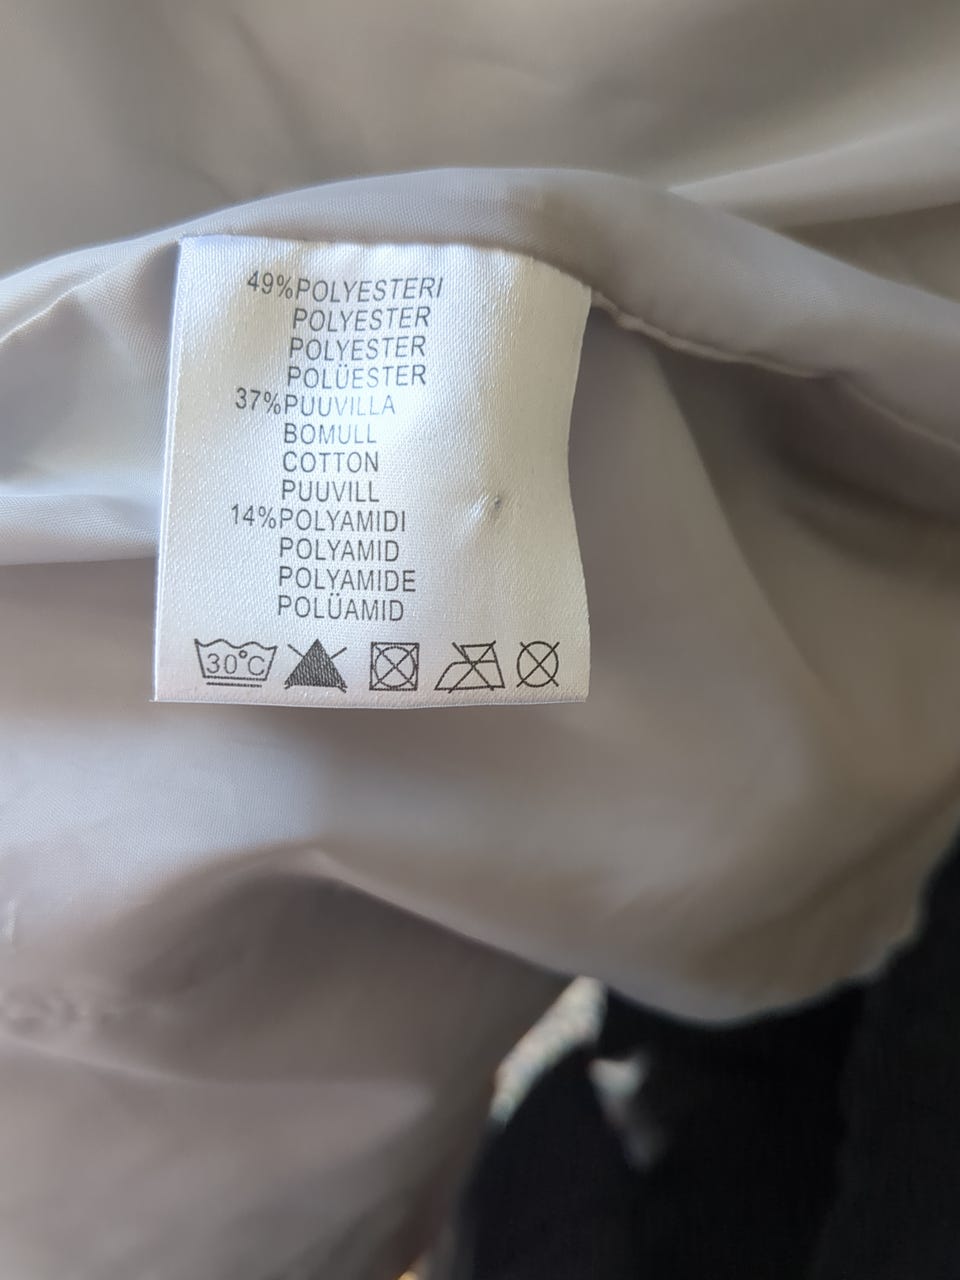 49%POLYESTERI
POLYESTER
POLYESTER
POLÜESTER
37%PUUVILLA
BOMULL
COTTON
PUUVILL
14%POLYAMIDI
POLYAMID
POLYAMIDE
POLÜAMID
30°C